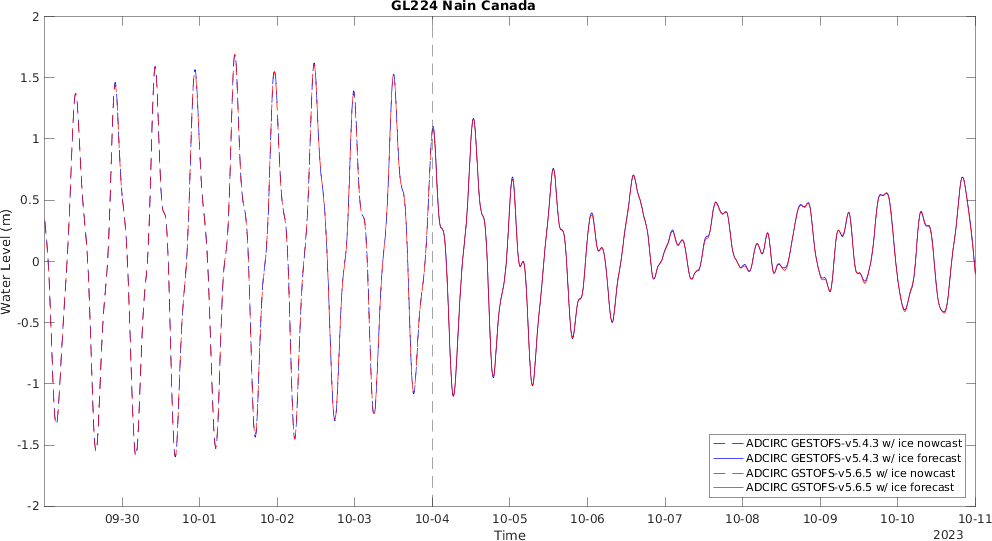 GL224 Nain Canada
2
1.5
1
0.5
0
-0.5
-1
-1.5
-2
Water Level (m)
ADCIRC GESTOFS-v5.4.3 w/ ice nowcast
ADCIRC GESTOFS-v5.4.3 w/ ice forecast
ADCIRC GSTOFS-v5.6.5 w/ ice nowcast
ADCIRC GSTOFS-v5.6.5 w/ ice forecast
09-30 10-01 10-02 10-03 10-04 10-05 10-06 10-07 10-08 10-09 10-10 10-11
Time
2023